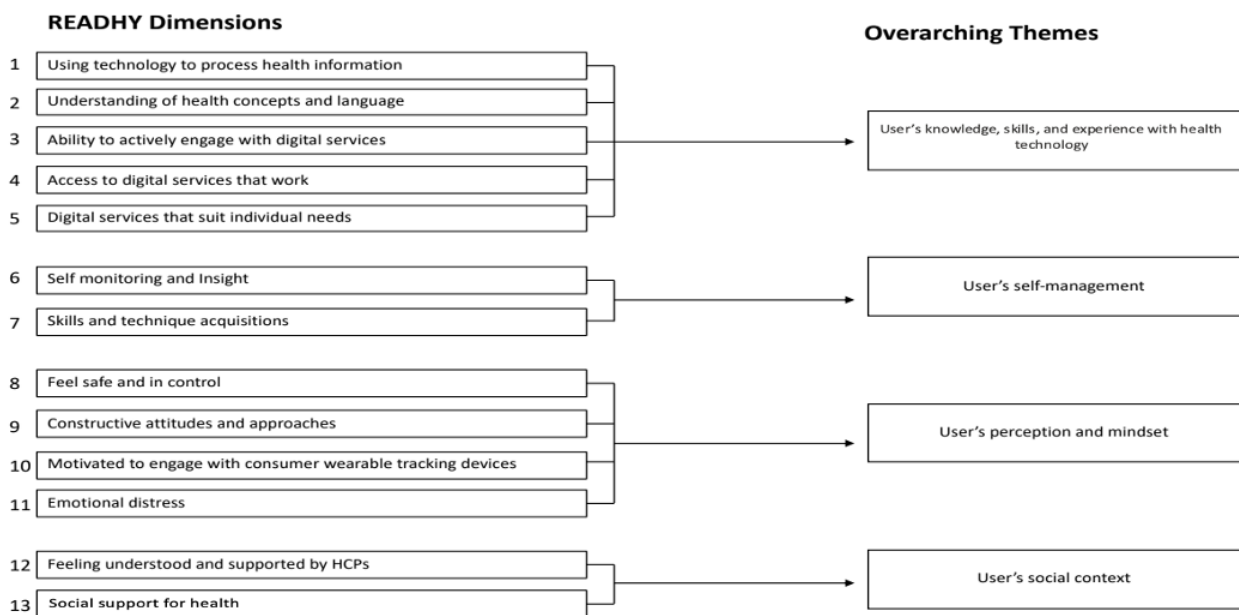 READHY Dimensions
Overarching Themes
1 Using technology to process health information
2 Understanding of health concepts and language
3 Ability to actively engage with digital services
4 Access to digital services that work
5 Digital services that suit individual needs
User's knowledge, skills, and experience with health
technology
6 Self monitoring and Insight
7 Skills and technique acquisitions
User's self-management
8 Feel safe and in control
9 Constructive attitudes and approaches
10 Motivated to engage with consumer wearable tracking devices
11 Emotional distress
User's perception and mindset
12 Feeling understood and supported by HCPs
13 Social support for health
User's social context